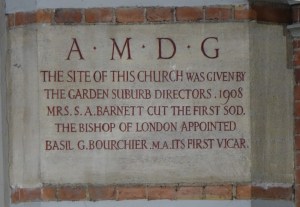 A · M · D · G
THE SITE OF THIS CHURCH WAS GIVEN BY
THE GARDEN SUBURB DIRECTORS . 1908
MRS. S. A. BARNETT CUT THE FIRST SOD.
THE BISHOP OF LONDON APPOINTED
BASIL G. BOURCHIER M.A. ITS FIRST VICAR.